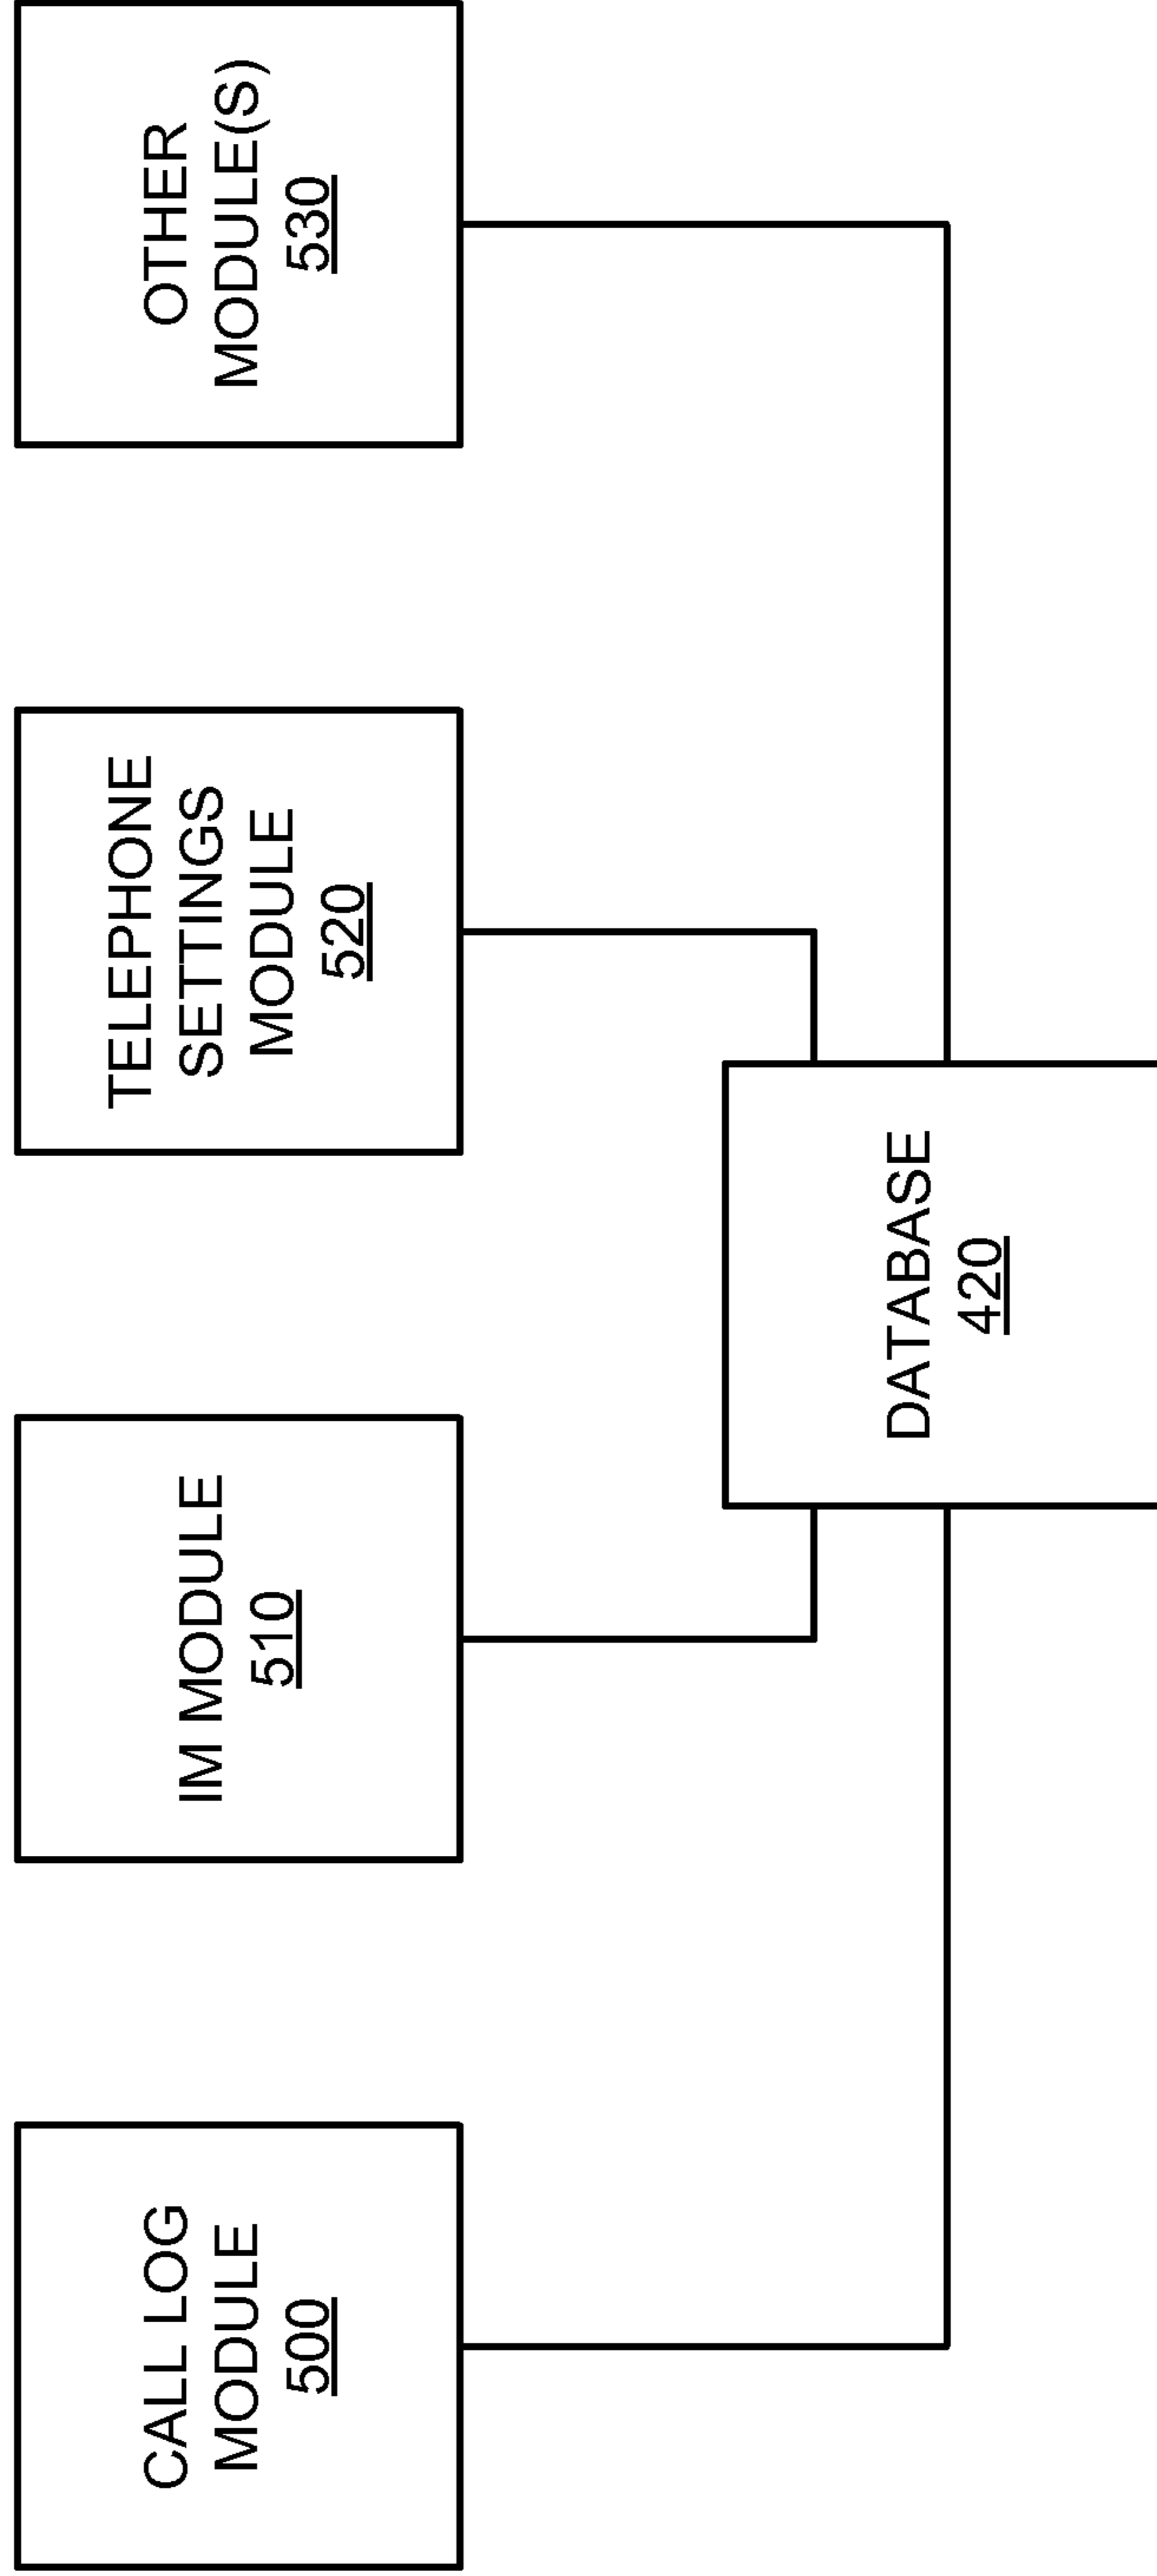 CALL LOG
MODULE
500
IM MODULE
510
TELEPHONE
SETTINGS
MODULE
520
OTHER
MODULE(S)
530
DATABASE
420